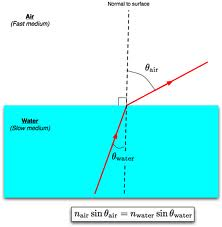 Normal to surface
Air
(Fast medium)
θair
Water
(Slow medium)
θwater
nair sin θair = nwater sin θwater